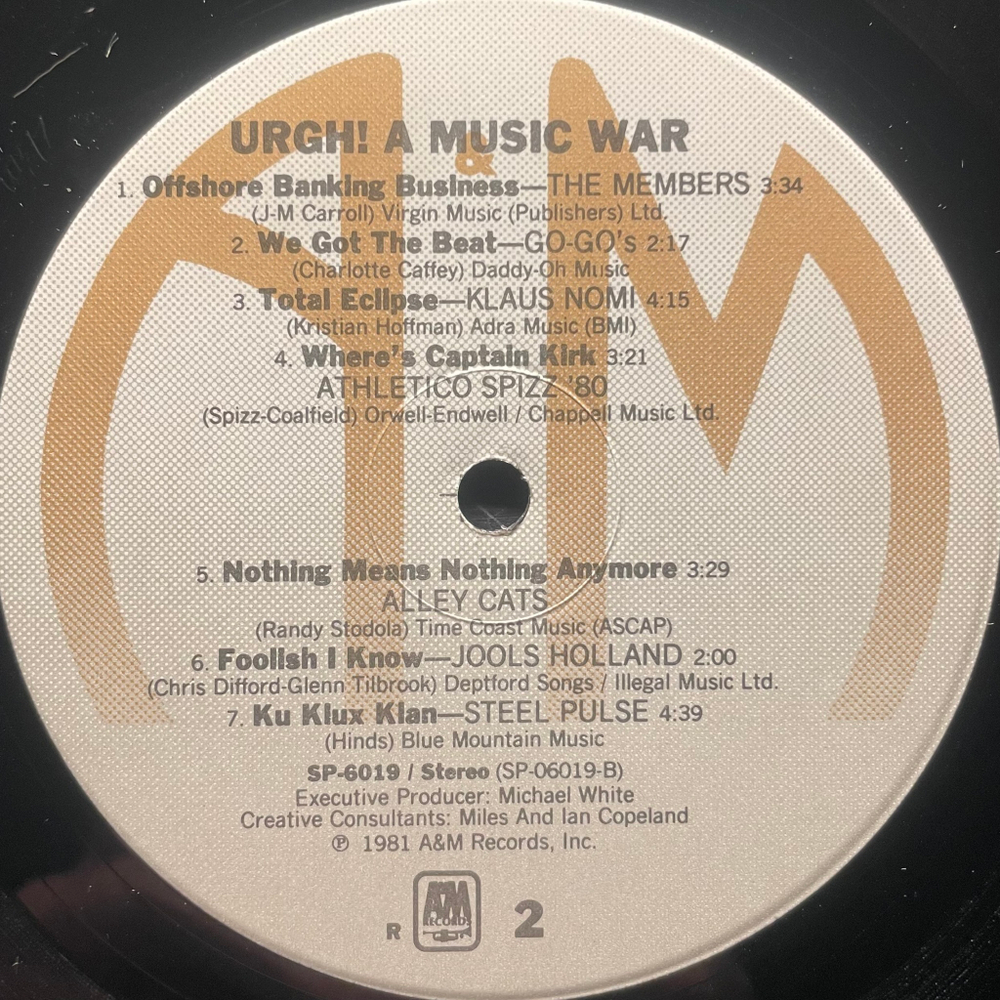 URGH! A MUSIC WAR
&
1. Offshore Banking Business—THE MEMBERS 3:34
(J-M Carroll) Virgin Music (Publishers) Ltd.
2. We Got The Beat—GO-GO's 2:17
(Charlotte Caffey) Daddy-Oh Music
3. Total Eclipse—KLAUS NOMI 4:15
(Kristian Hoffman) Adra Music (BMI)
4. Where's Captain Kirk 3:21
ATHLETICO SPIZZ '80
(Spizz-Coalfield) Orwell-Endwell / Chappell Music Ltd.
5. Nothing Means Nothing Anymore 3:29
ALLEY CATS
(Randy Stodola) Time Coast Music (ASCAP)
6. Foolish I Know—JOOLS HOLLAND 2:00
(Chris Difford-Glenn Tilbrook) Deptford Songs / Illegal Music Ltd.
7. Ku Klux Klan—STEEL PULSE 4:39
(Hinds) Blue Mountain Music
SP-6019 / Stereo (SP-06019-B)
Executive Producer: Michael White
Creative Consultants: Miles And Ian Copeland
℗ 1981 A&M Records, Inc.
R A&M RECORDS 2